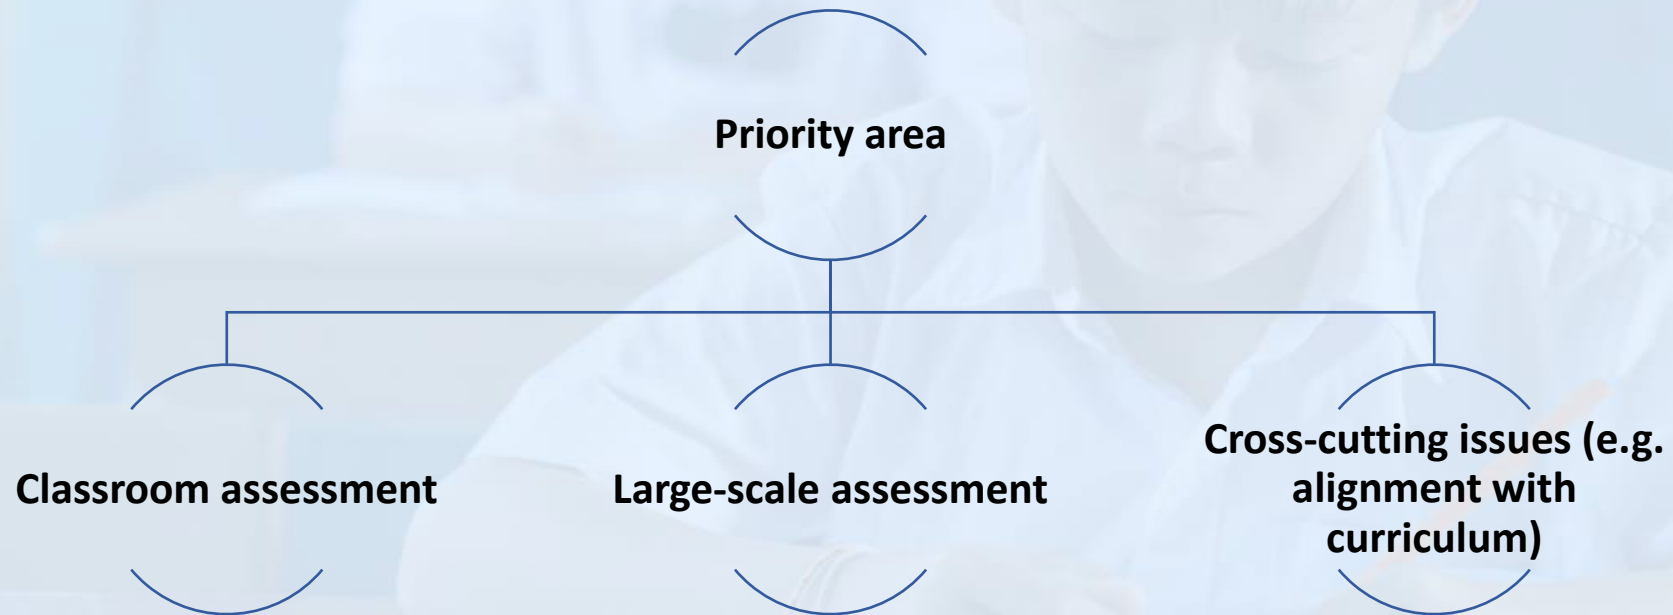 Priority area
Classroom assessment
Large-scale assessment
Cross-cutting issues (e.g.
alignment with
curriculum)